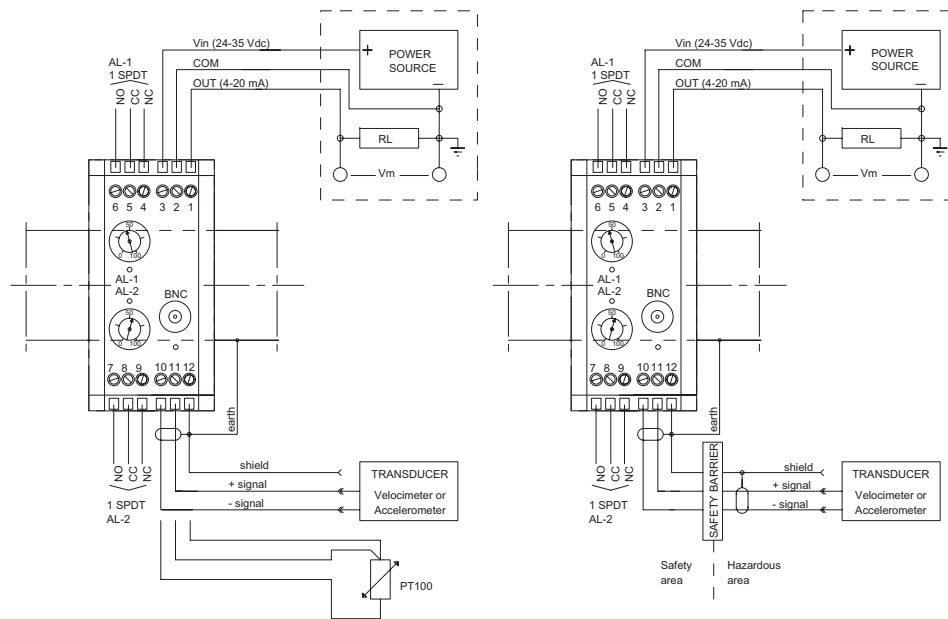 Vin (24-35 Vdc)
COM
OUT (4-20 mA)
+
POWER
SOURCE
−
AL-1
1 SPDT
NO
CC
NC
RL
Vm
6 5 4 3 2 1
50
0 100
AL-1
AL-2
BNC
50
0 100
7 8 9 10 11 12
earth
NO
CC
NC
1 SPDT
AL-2
shield
+ signal
- signal
TRANSDUCER
Velocimeter or
Accelerometer
PT100
Vin (24-35 Vdc)
COM
OUT (4-20 mA)
+
POWER
SOURCE
−
AL-1
1 SPDT
NO
CC
NC
RL
Vm
6 5 4 3 2 1
50
0 100
AL-1
AL-2
BNC
50
0 100
7 8 9 10 11 12
earth
NO
CC
NC
1 SPDT
AL-2
SAFETY BARRIER
shield
+ signal
- signal
TRANSDUCER
Velocimeter or
Accelerometer
Safety
area
Hazardous
area